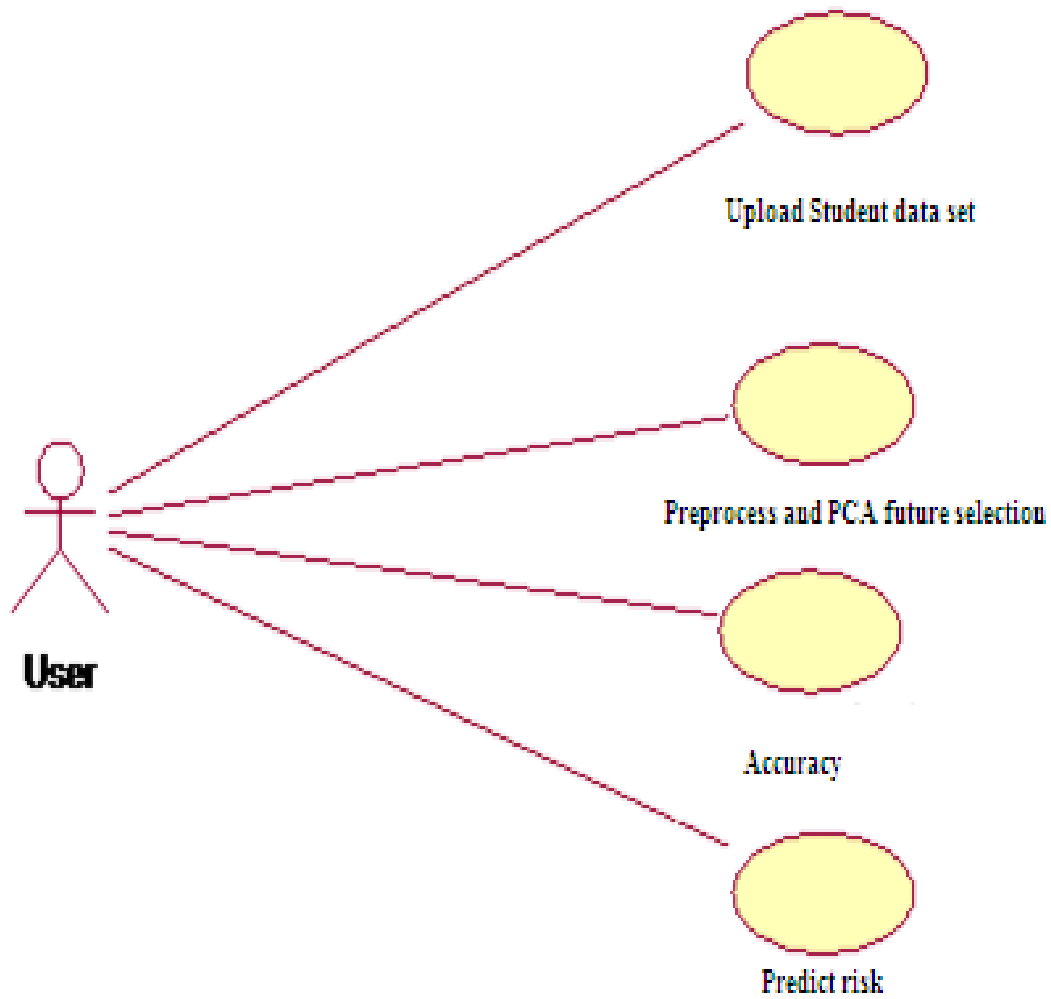 Upload Student data set
Preprocess and PCA future selection
User
Accuracy
Predict risk